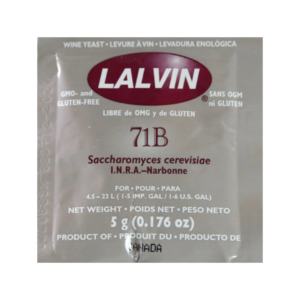 WINE YEAST • LEVURE À VIN • LEVADURA ENOLÓGICA
GMO- and GLUTEN-FREE
LALVIN
®
SANS OGM ni GLUTEN
LIBRE de OMG y de GLUTEN
71B
Saccharomyces cerevisiae
I.N.R.A.–Narbonne
FOR • POUR • PARA
4.5 – 23 L ( 1-5 IMP. GAL / 1-6 U.S. GAL)
NET WEIGHT • POIDS NET • PESO NETO
5 g (0.176 oz)
PRODUCT OF • PRODUIT DU • PRODUCTO DE
CANADA